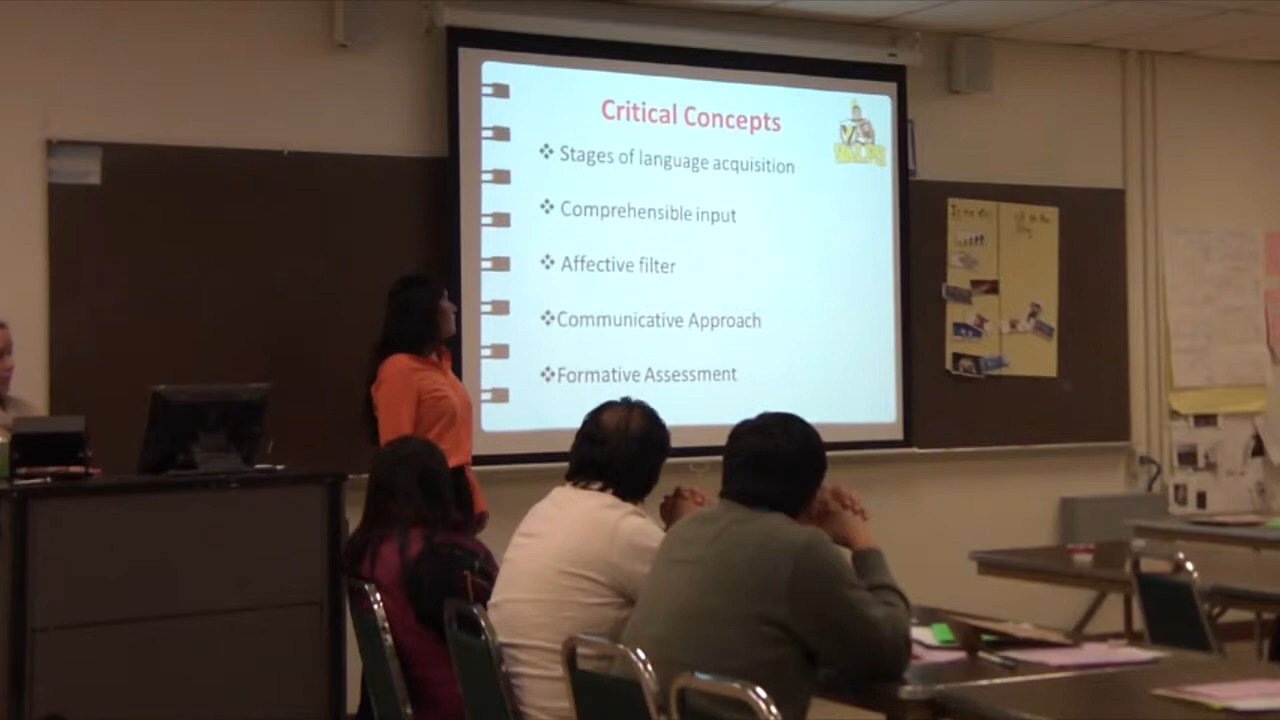 Critical Concepts
❖ Stages of language acquisition
❖ Comprehensible input
❖ Affective filter
❖Communicative Approach
❖Formative Assessment